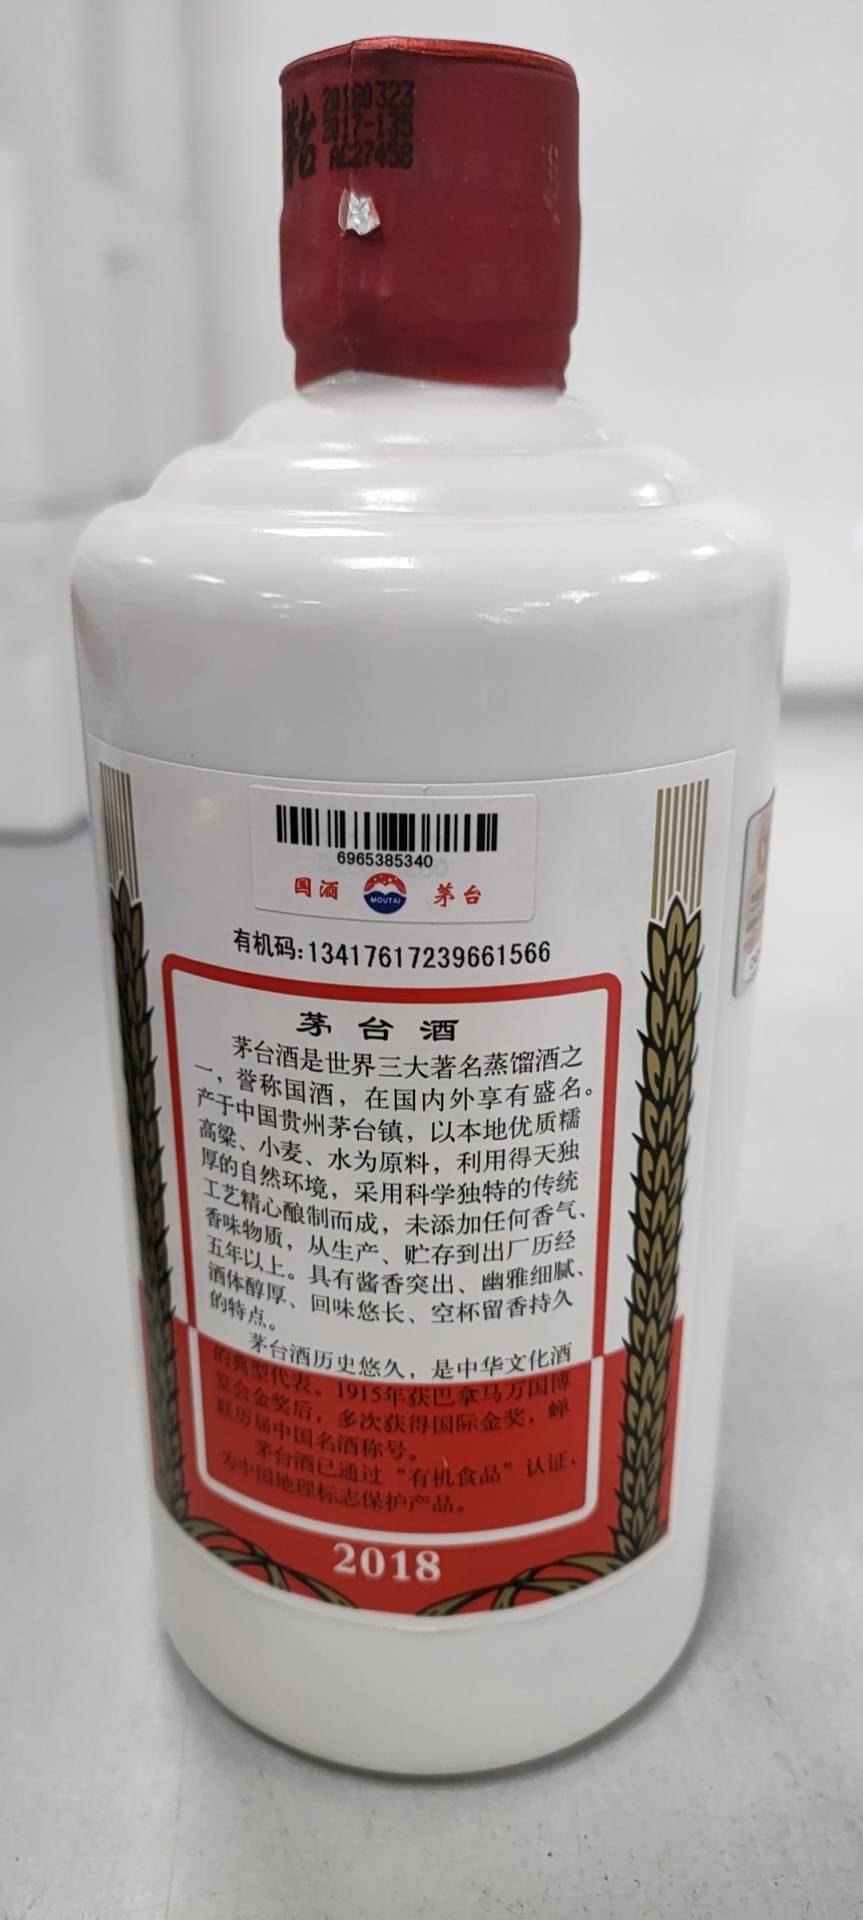 茅台
20180323
2017-135
AC27458
6965385340
国酒
MOUTAI
茅台
有机码:13417617239661566
茅台酒
茅台酒是世界三大著名蒸馏酒之
一，誉称国酒，在国内外享有盛名。
产于中国贵州茅台镇，以本地优质糯
高粱、小麦、水为原料，利用得天独
厚的自然环境，采用科学独特的传统
工艺精心酿制而成，未添加任何香气、
香味物质，从生产、贮存到出厂历经
五年以上。具有酱香突出、幽雅细腻、
酒体醇厚、回味悠长、空杯留香持久
的特点。
茅台酒历史悠久，是中华文化酒
的典型代表。1915年获巴拿马万国博
览会金奖后，多次获得国际金奖，蝉
联历届中国名酒称号。
茅台酒已通过“有机食品”认证，
为中国地理标志保护产品。
2018